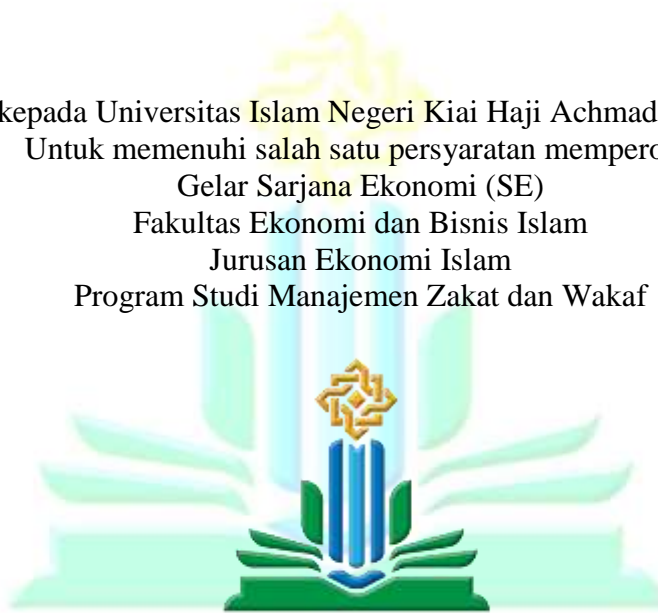 kepada Universitas Islam Negeri Kiai Haji Achmad
Untuk memenuhi salah satu persyaratan
Gelar Sarjana Ekonomi (SE)
Fakultas Ekonomi dan Bisnis Islam
Jurusan Ekonomi Islam
Program Studi Manajemen Zakat dan Wakaf